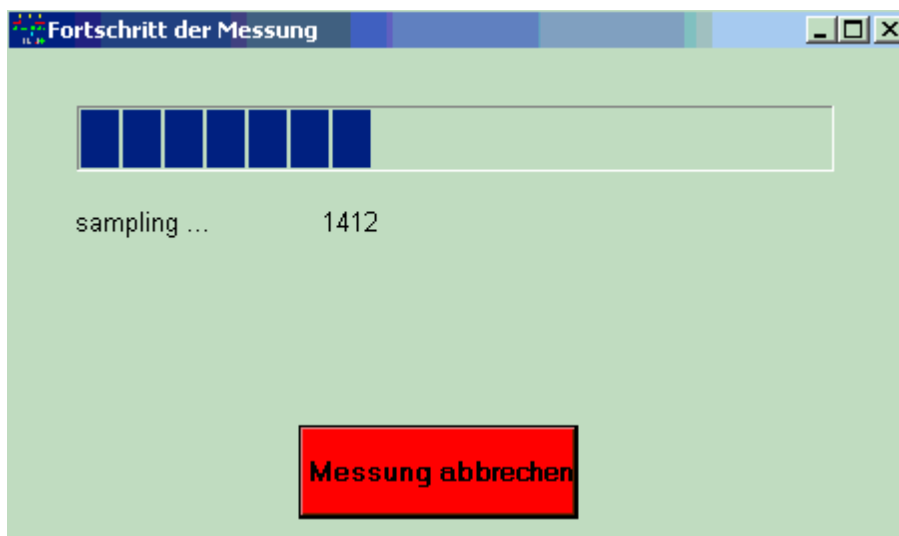 Fortschritt der Messung
sampling ... 1412
Messung abbrechen